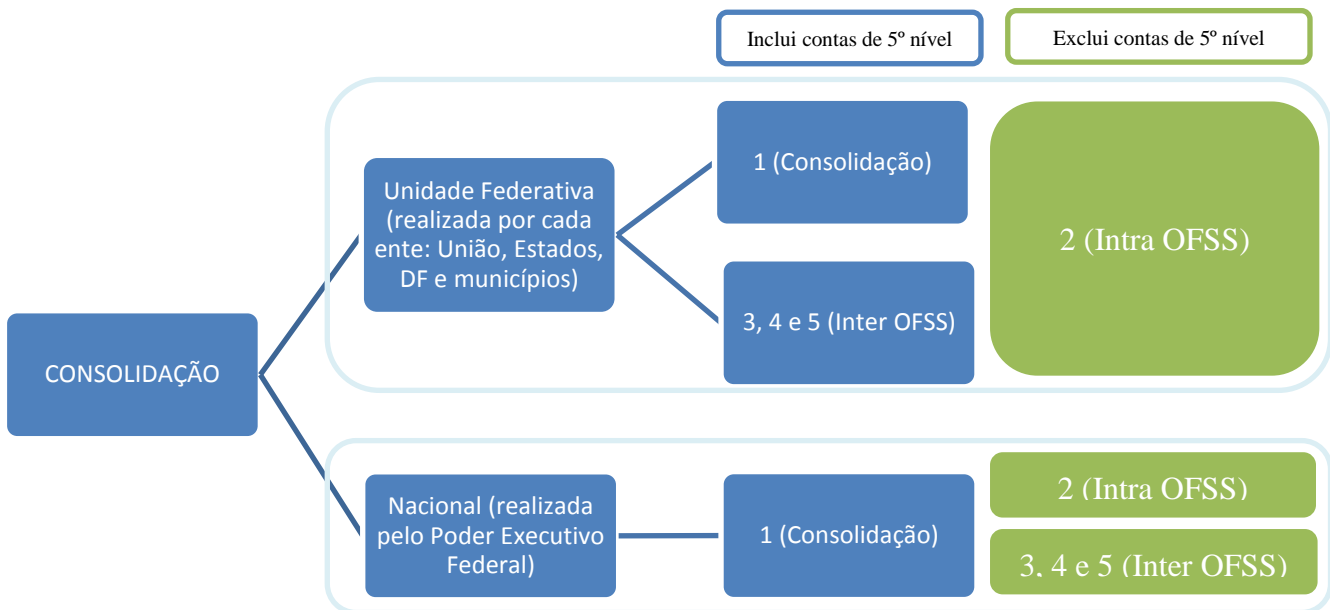 Inclui contas de 5º nível
Exclui contas de 5º nível
CONSOLIDAÇÃO
Unidade Federativa
(realizada por cada
ente: União, Estados,
DF e municípios)
1 (Consolidação)
3, 4 e 5 (Inter OFSS)
2 (Intra OFSS)
Nacional (realizada
pelo Poder Executivo
Federal)
1 (Consolidação)
2 (Intra OFSS)
3, 4 e 5 (Inter OFSS)